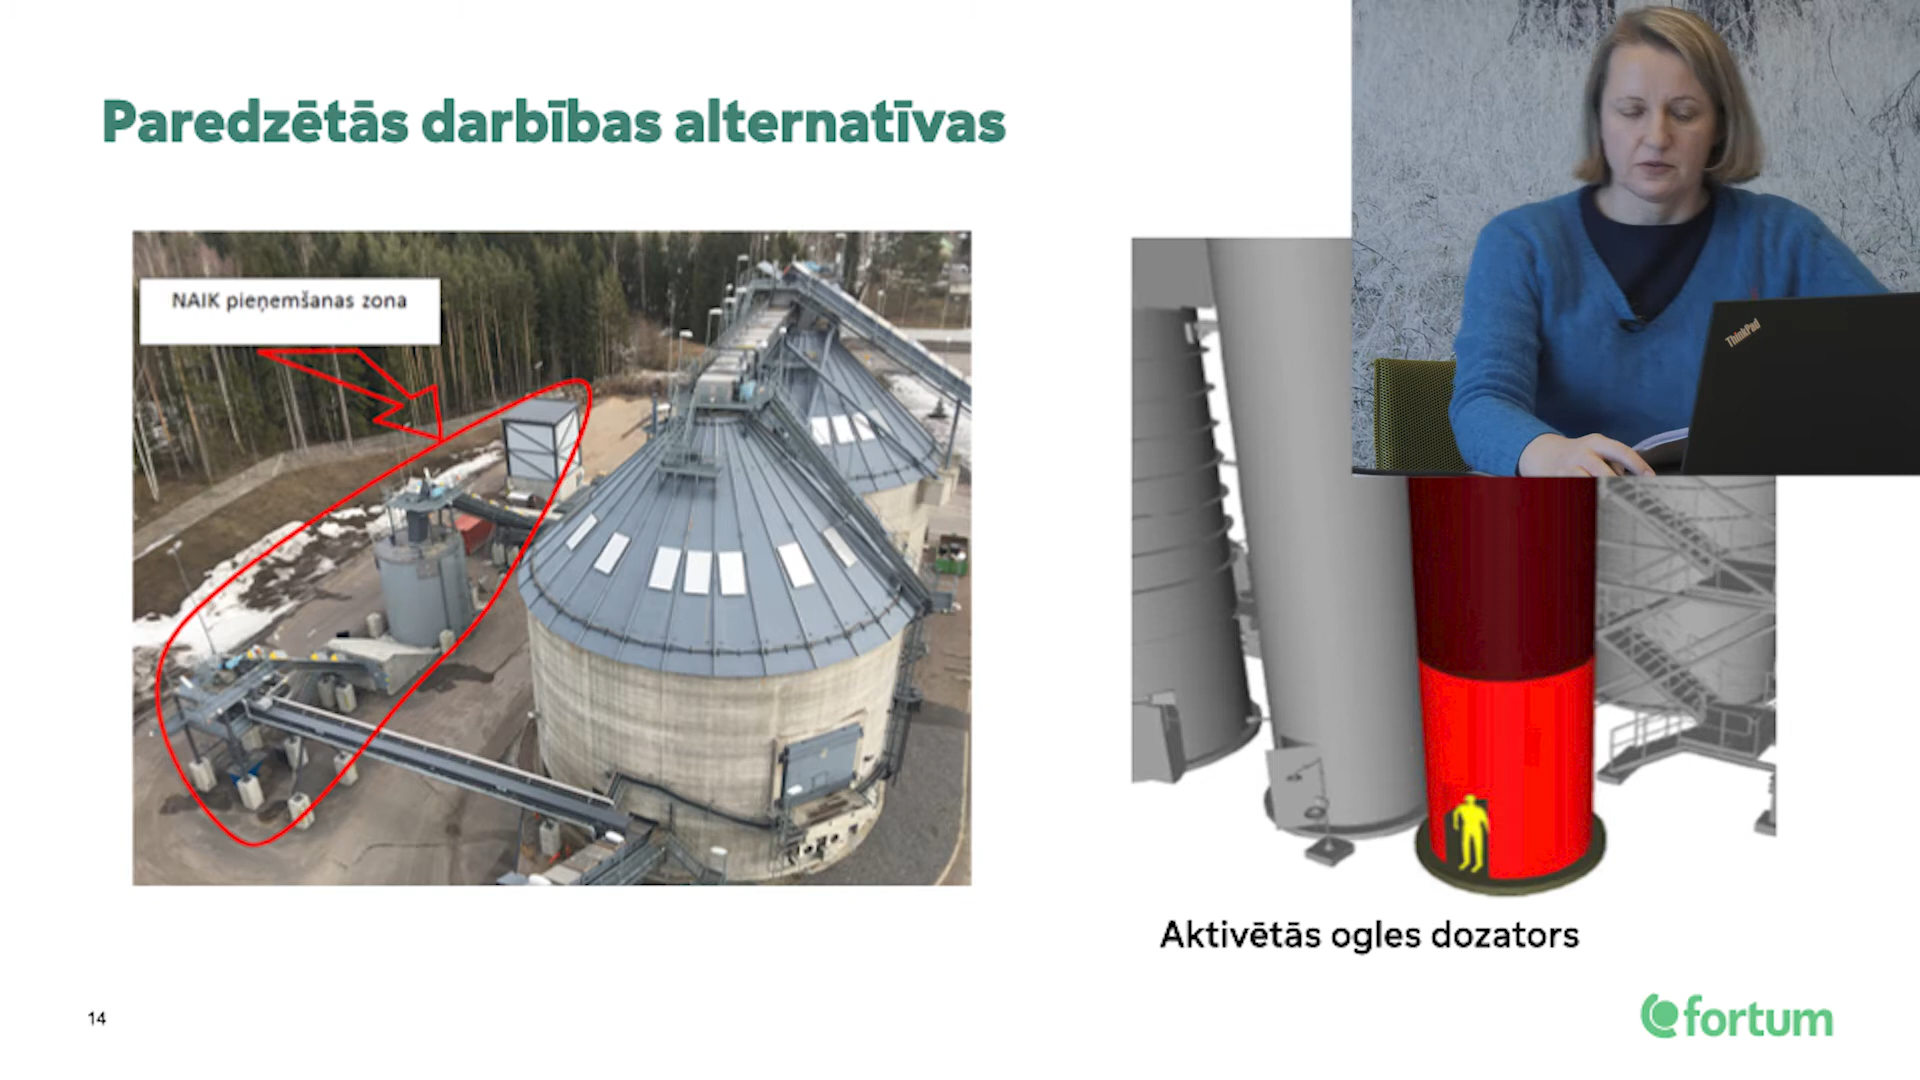 Paredzētās darbības alternatīvas
NAIK pieņemšanas zona
ThinkPad
Aktivētās ogles dozators
14
fortum